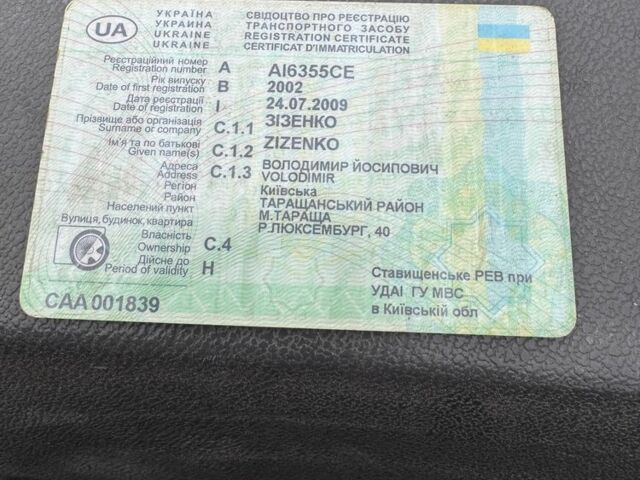 UA
УКРАЇНА
УКРАИНА
UKRAINE
UKRAINE
СВІДОЦТВО ПРО РЕЄСТРАЦІЮ
ТРАНСПОРТНОГО ЗАСОБУ
REGISTRATION CERTIFICATE
CERTIFICAT D'IMMATRICULATION
Реєстраційний номер
Registration number A AI6355CE
Рік випуску
Date of first registration B 2002
Дата реєстрації
Date of registration I 24.07.2009
Прізвище або організація
Surname or company C.1.1 ЗІЗЕНКО
ZIZENKO
Ім'я та по батькові
Given name(s) C.1.2 ВОЛОДИМИР ЙОСИПОВИЧ
VOLODIMIR
Адреса
Address C.1.3 Київська
Регіон
Район ТАРАЩАНСЬКИЙ РАЙОН
Населений пункт М.ТАРАЩА
Вулиця, будинок, квартира Р.ЛЮКСЕМБУРГ, 40
Власність
Ownership C.4
Дійсне до
Period of validity H
Ставищенське РЕВ при
УДАІ ГУ МВС
в Київській обл
САА 001839